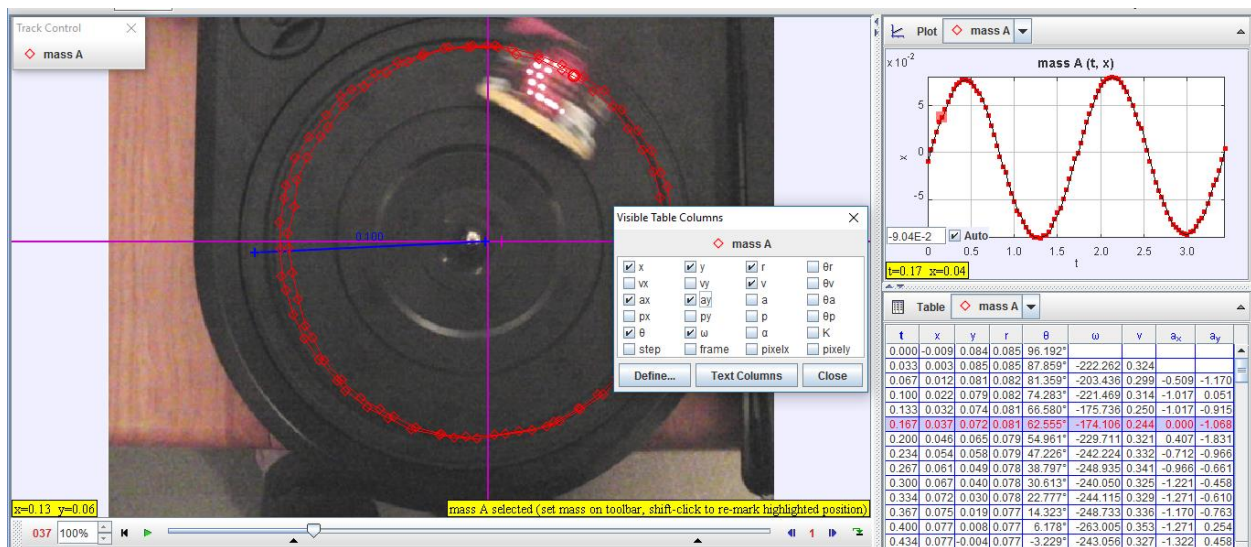 Track Control
mass A
0.100
Visible Table Columns
mass A
x y r θr
vx vy v θv
ax ay a θa
px py p θp
θ ω α K
step frame pixelx pixely
Define... Text Columns Close
x=0.13 y=0.06
mass A selected (set mass on toolbar, shift-click to re-mark highlighted position)
037 100% 1
Plot mass A
x 10⁻²
mass A (t, x)
5
0
-5
x
-9.04E-2 Auto
0 0.5 1.0 1.5 2.0 2.5 3.0
t
t=0.17 x=0.04
Table mass A
t x y r θ ω v ax ay
0.000 -0.009 0.084 0.085 96.192°
0.033 0.003 0.085 0.085 87.859° -222.262 0.324
0.067 0.012 0.081 0.082 81.359° -203.436 0.299 -0.509 -1.170
0.100 0.022 0.079 0.082 74.283° -221.469 0.314 -1.017 0.051
0.133 0.032 0.074 0.081 66.580° -175.736 0.250 -1.017 -0.915
0.167 0.037 0.072 0.081 62.555° -174.106 0.244 0.000 -1.068
0.200 0.046 0.065 0.079 54.961° -229.711 0.321 0.407 -1.831
0.234 0.054 0.058 0.079 47.226° -242.224 0.332 -0.712 -0.966
0.267 0.061 0.049 0.078 38.797° -248.935 0.341 -0.966 -0.661
0.300 0.067 0.040 0.078 30.613° -240.050 0.325 -1.221 -0.458
0.334 0.072 0.030 0.078 22.777° -244.115 0.329 -1.271 -0.610
0.367 0.075 0.019 0.077 14.323° -248.733 0.336 -1.170 -0.763
0.400 0.077 0.008 0.077 6.178° -263.005 0.353 -1.271 0.254
0.434 0.077 -0.004 0.077 -3.229° -243.056 0.327 -1.322 0.458